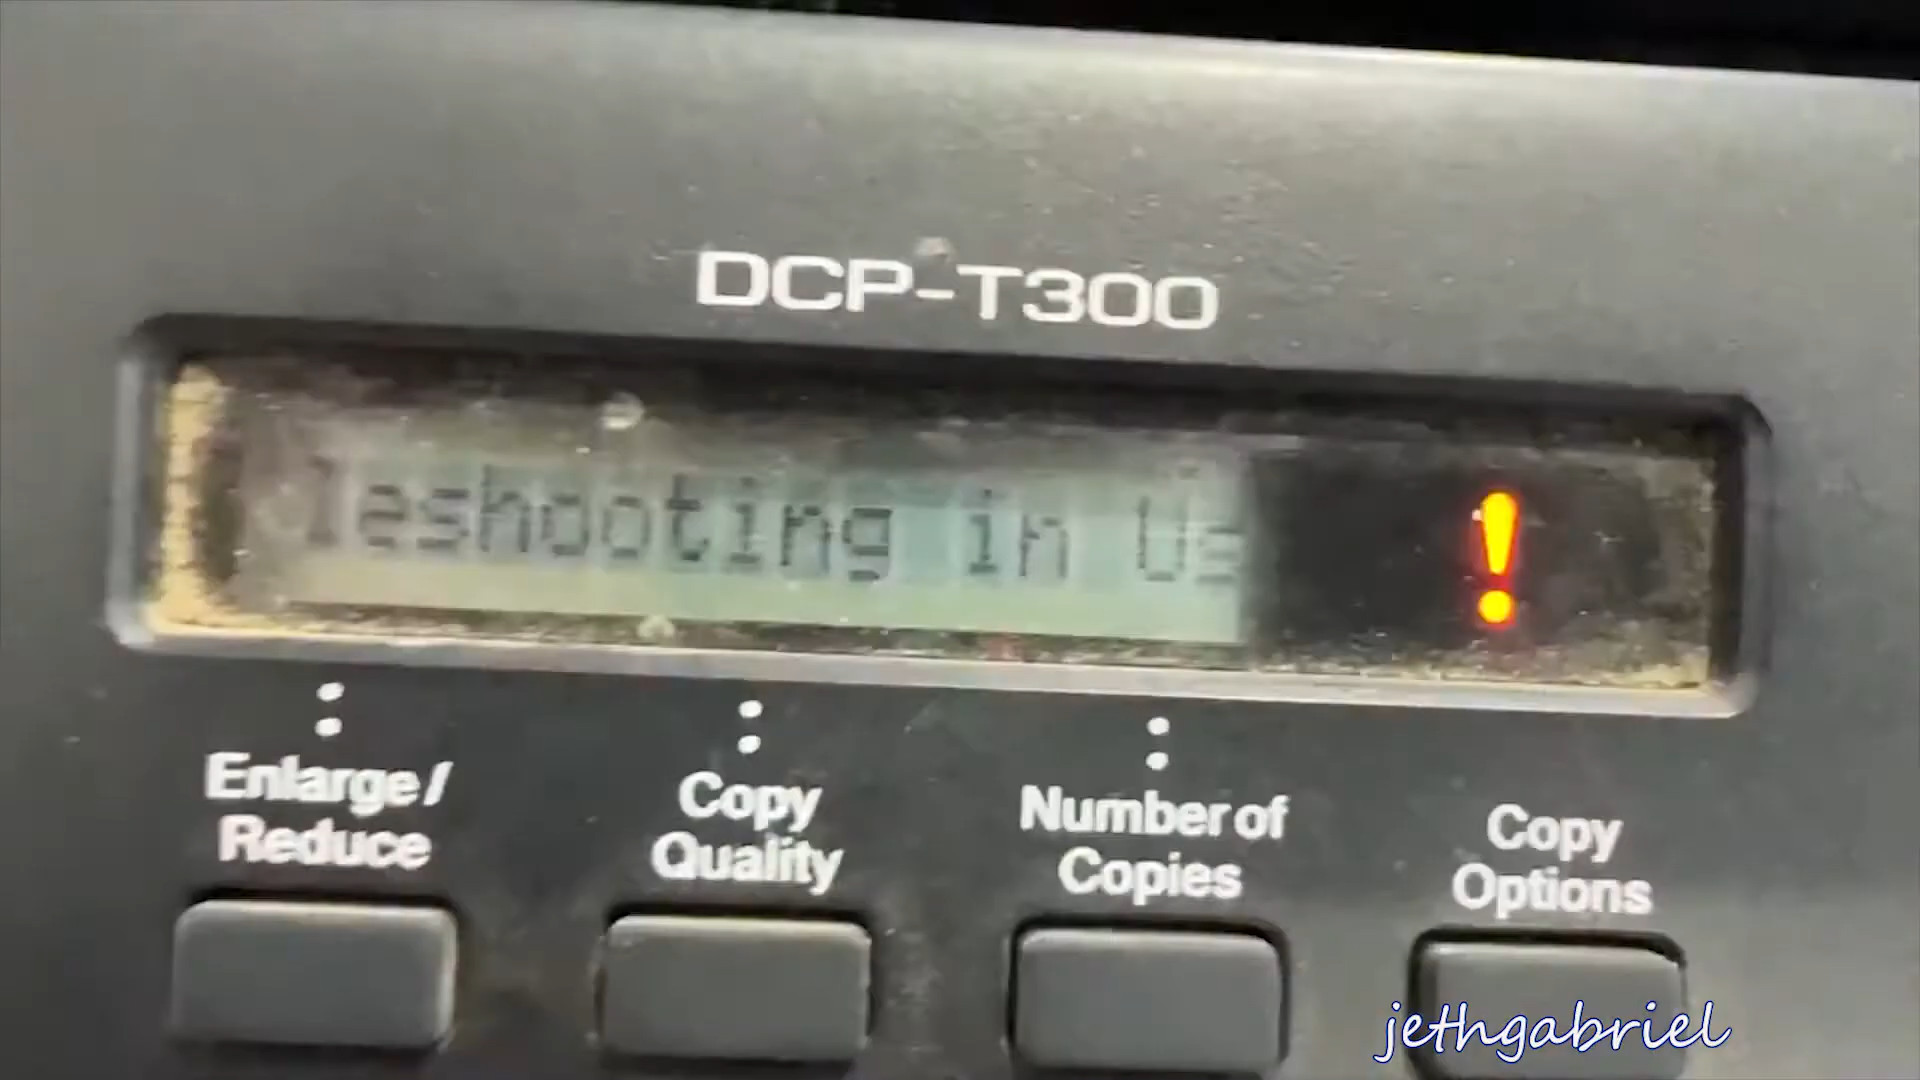 DCP-T300
leshooting in Us
!
Enlarge/
Reduce
Copy
Quality
Number of
Copies
Copy
Options
jethgabriel